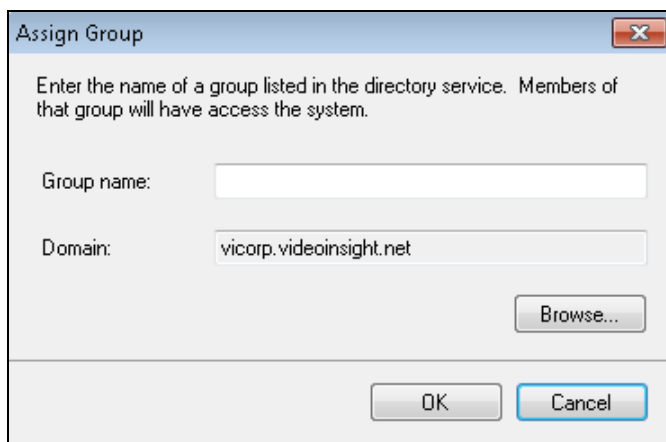 Assign Group
Enter the name of a group listed in the directory service. Members of
that group will have access the system.
Group name:
Domain: vicorp.videoinsight.net
Browse...
OK Cancel